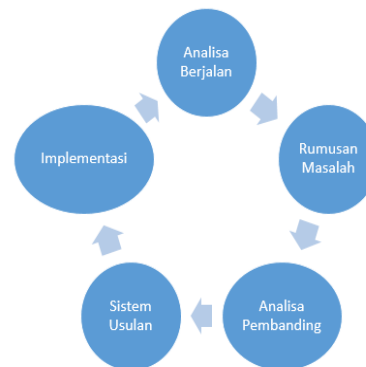 Analisa
Berjalan
Rumusan
Masalah
Analisa
Pembanding
Sistem
Usulan
Implementasi